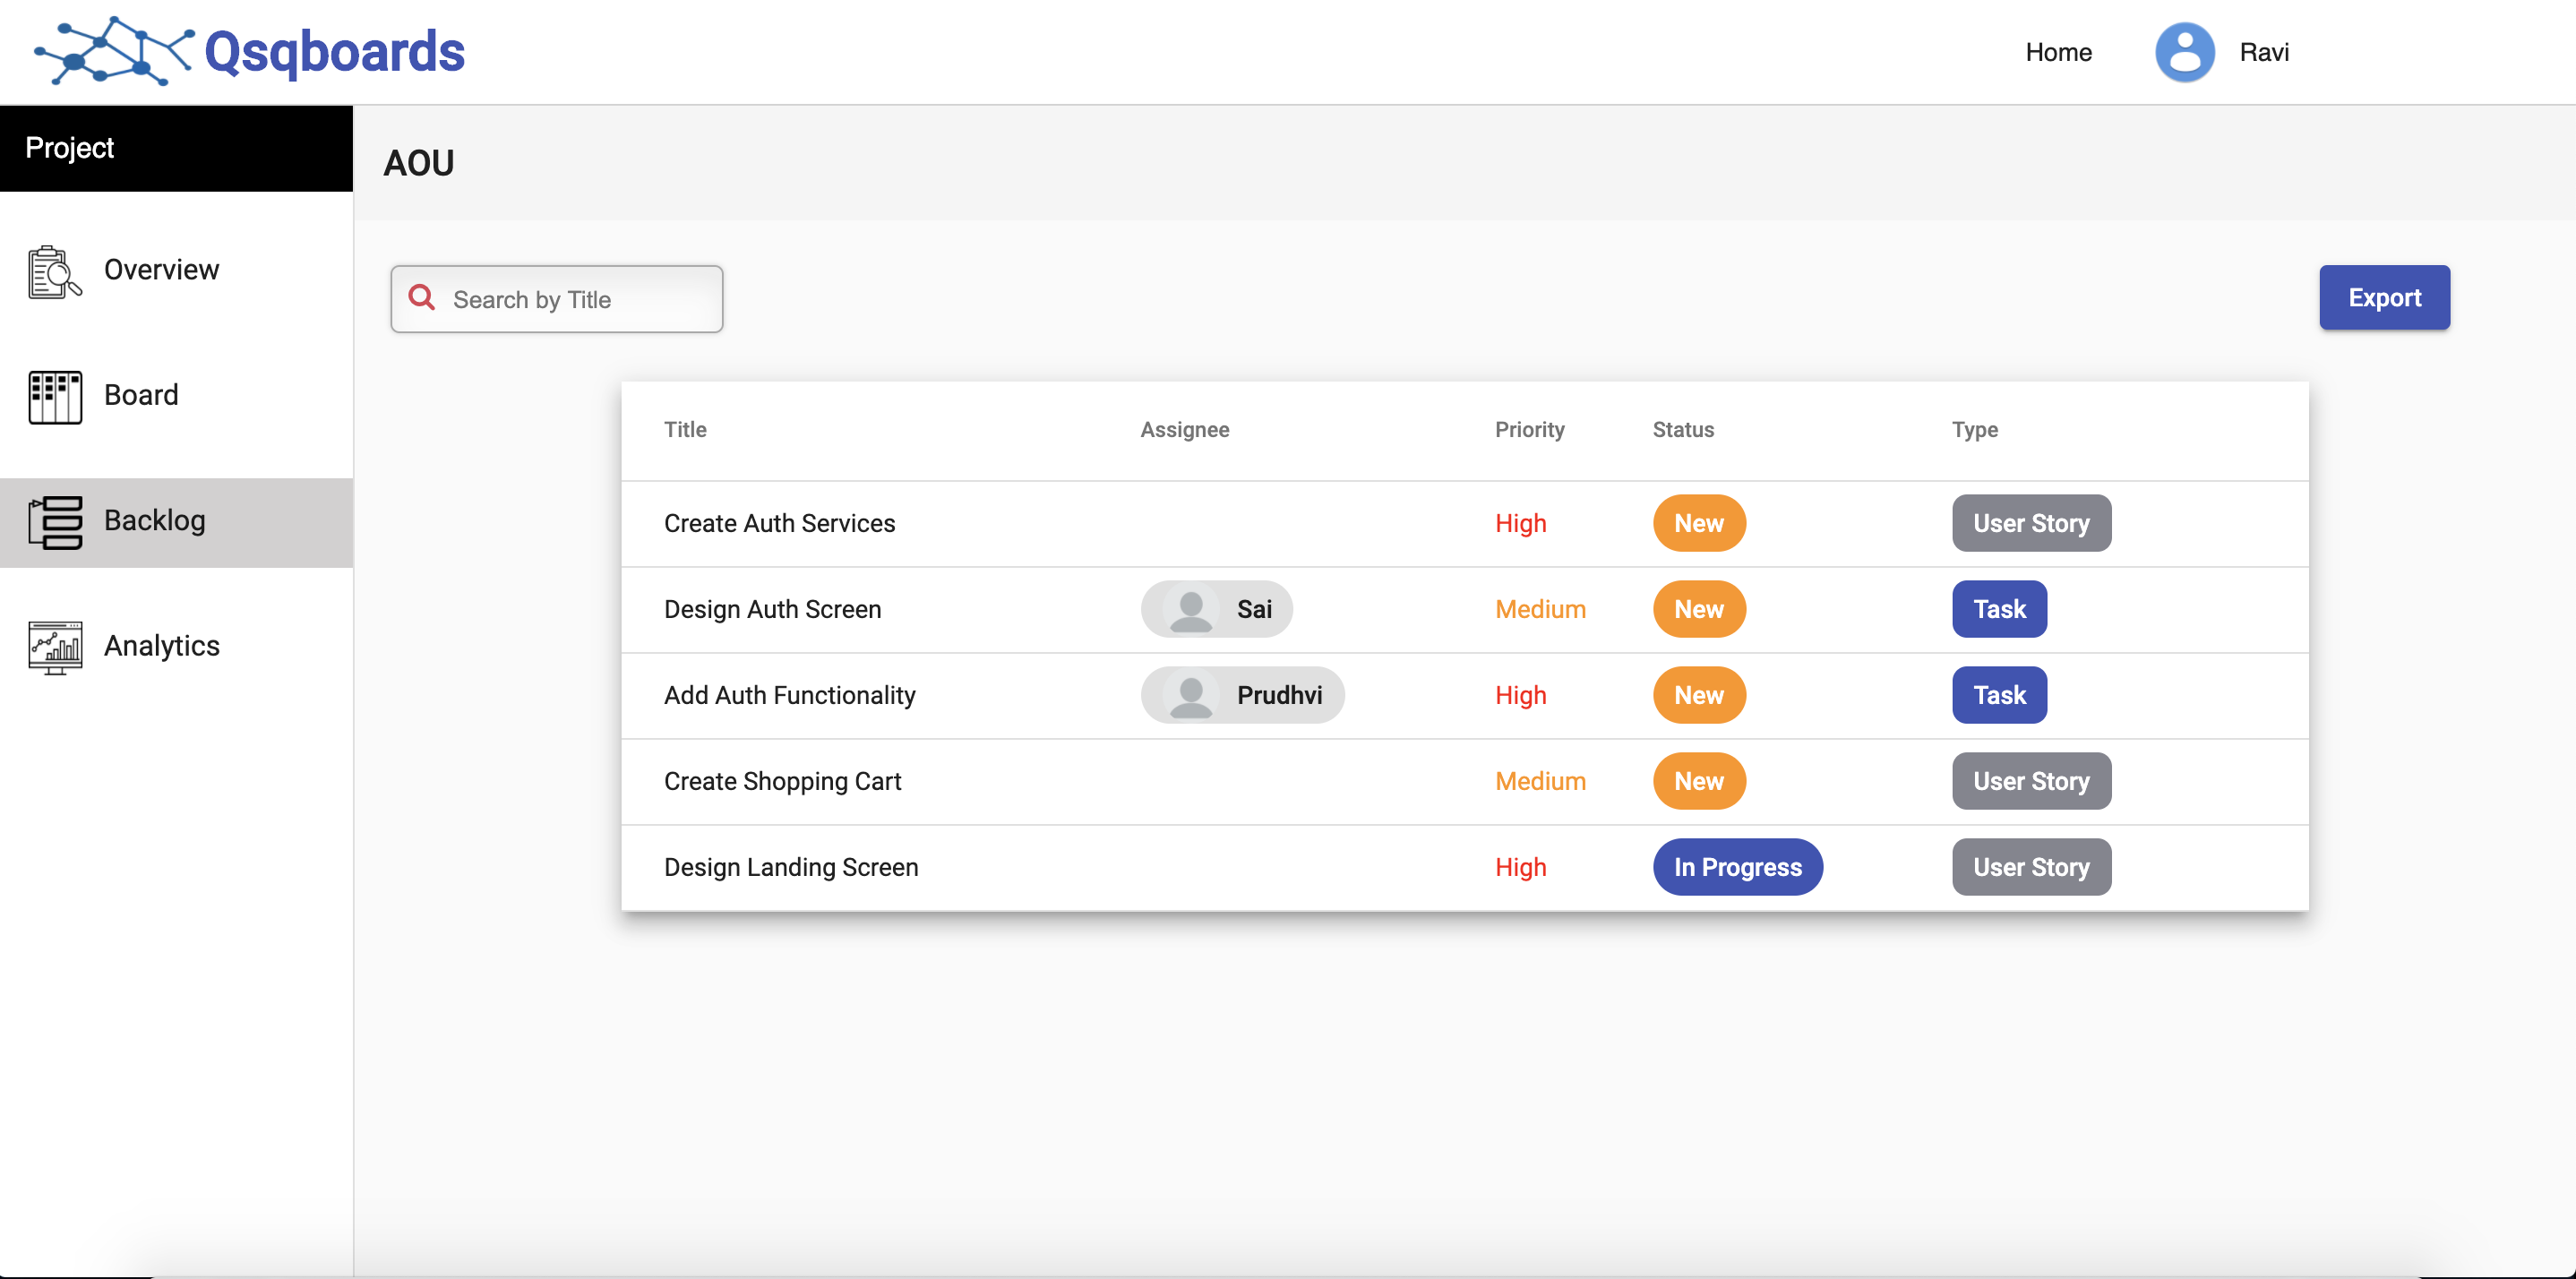 Qsqboards
Home
Ravi
Project
AOU
Overview
Board
Backlog
Analytics
Search by Title
Export
Title Assignee Priority Status Type
Create Auth Services High New User Story
Design Auth Screen Sai Medium New Task
Add Auth Functionality Prudhvi High New Task
Create Shopping Cart Medium New User Story
Design Landing Screen High In Progress User Story